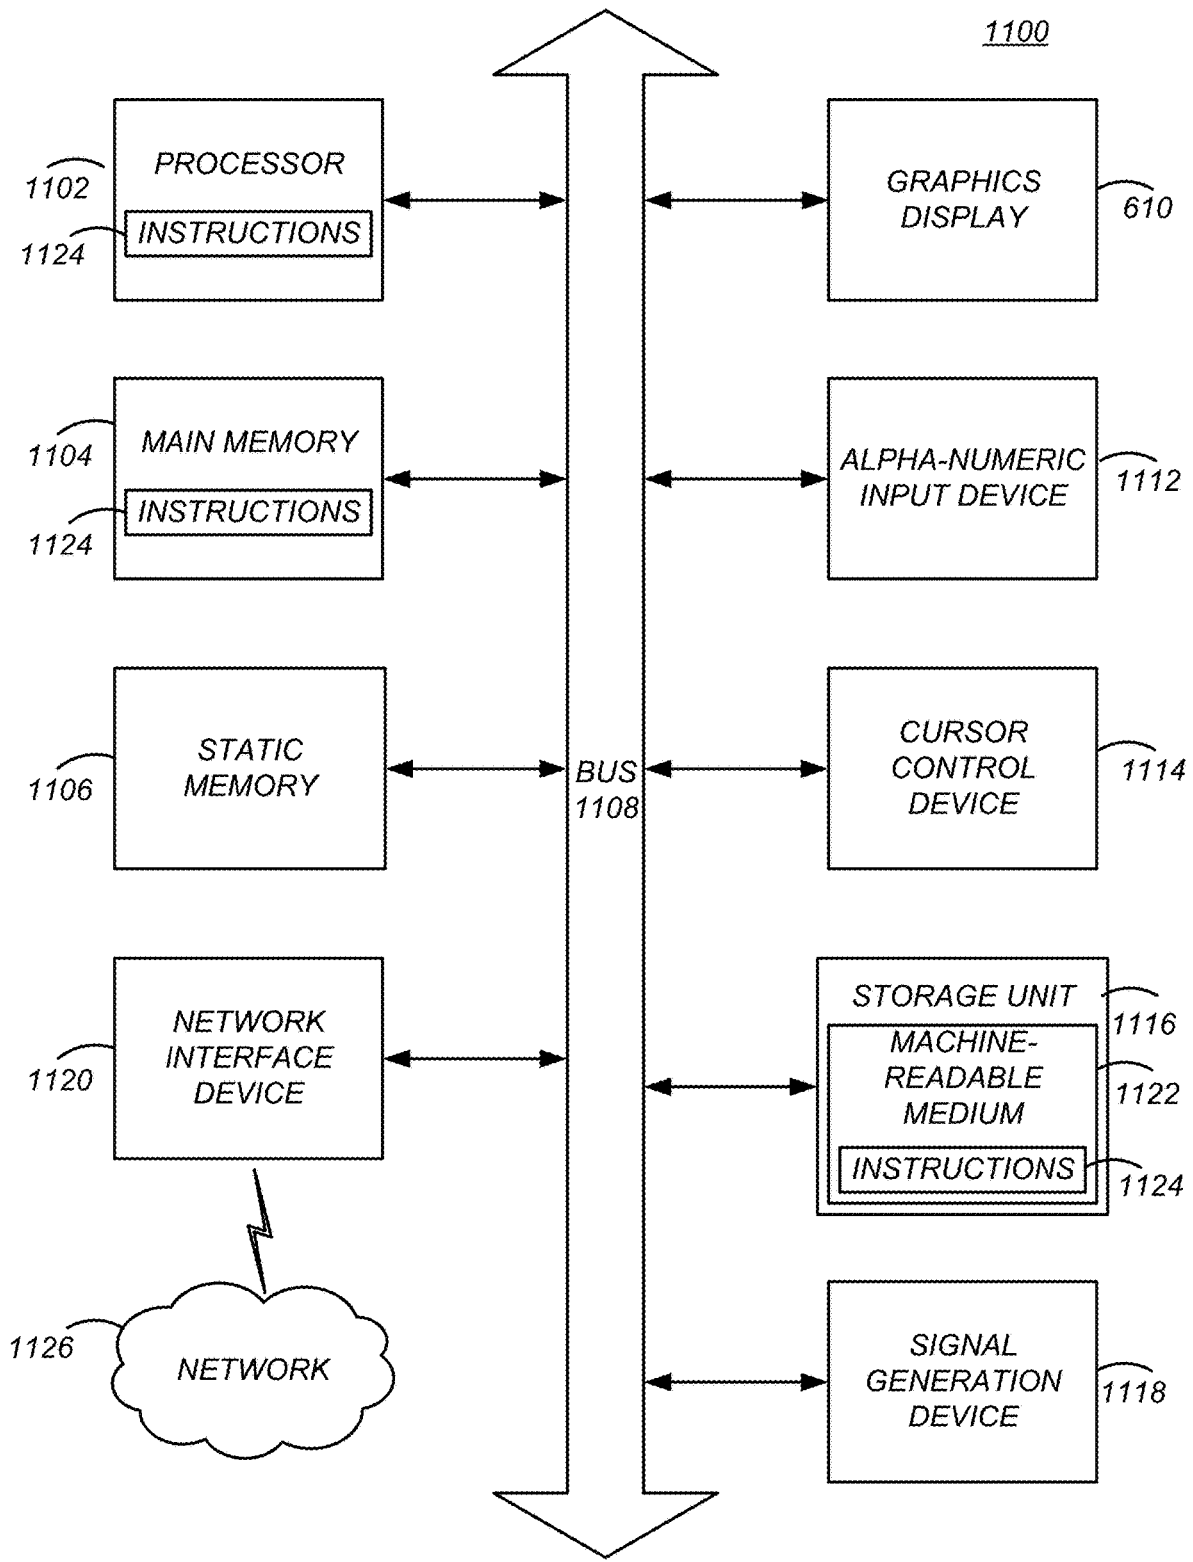 1100
PROCESSOR
1102
INSTRUCTIONS
1124
GRAPHICS
DISPLAY
610
MAIN MEMORY
1104
INSTRUCTIONS
1124
ALPHA-NUMERIC
INPUT DEVICE
1112
STATIC
MEMORY
1106
BUS
1108
CURSOR
CONTROL
DEVICE
1114
NETWORK
INTERFACE
DEVICE
1120
STORAGE UNIT
1116
MACHINE-
READABLE
MEDIUM
1122
INSTRUCTIONS
1124
1126
NETWORK
SIGNAL
GENERATION
DEVICE
1118